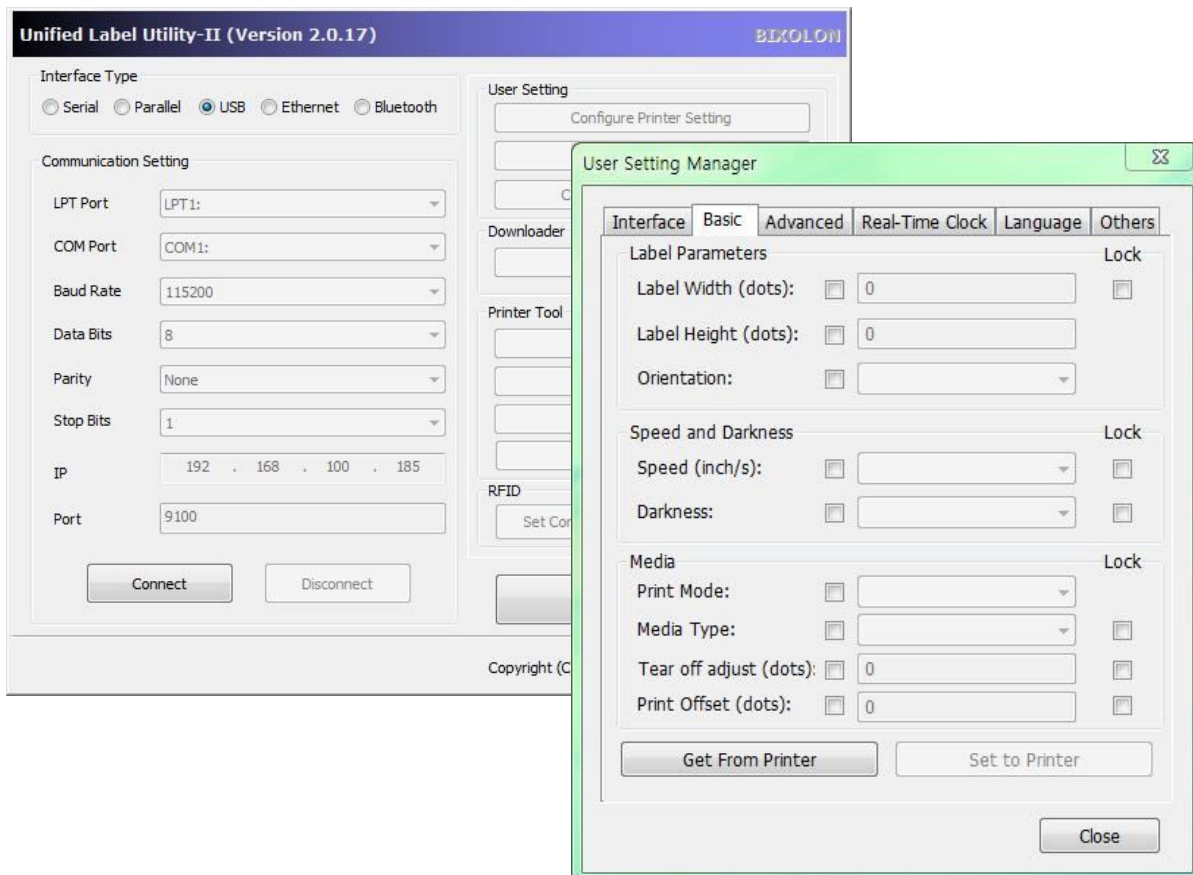 Unified Label Utility-II (Version 2.0.17) BIXOLON
Interface Type
Serial Parallel USB Ethernet Bluetooth
Communication Setting
LPT Port LPT1:
COM Port COM1:
Baud Rate 115200
Data Bits 8
Parity None
Stop Bits 1
IP 192 . 168 . 100 . 185
Port 9100
Connect Disconnect
User Setting
Configure Printer Setting
Downloader
Printer Tool
RFID
Copyright
User Setting Manager
Interface Basic Advanced Real-Time Clock Language Others
Label Parameters Lock
Label Width (dots): 0
Label Height (dots): 0
Orientation:
Speed and Darkness Lock
Speed (inch/s):
Darkness:
Media Lock
Print Mode:
Media Type:
Tear off adjust (dots): 0
Print Offset (dots): 0
Get From Printer Set to Printer
Close